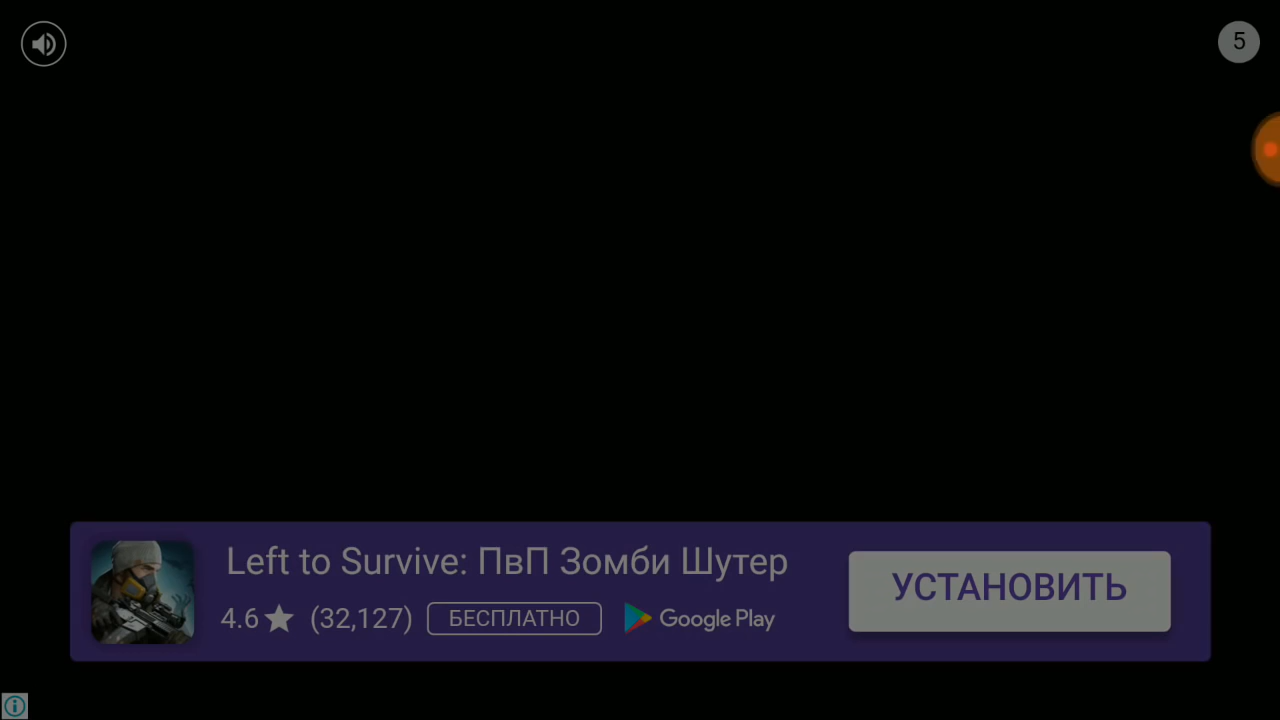 5
Left to Survive: ПвП Зомби Шутер
4.6 (32,127) БЕСПЛАТНО Google Play
УСТАНОВИТЬ